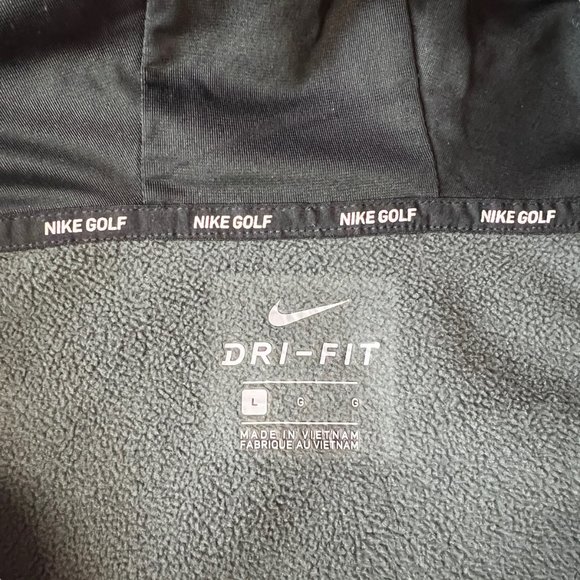 NIKE GOLF NIKE GOLF NIKE GOLF NIKE GOLF
DRI-FIT
L G G
MADE IN VIETNAM
FABRIQUE AU VIETNAM